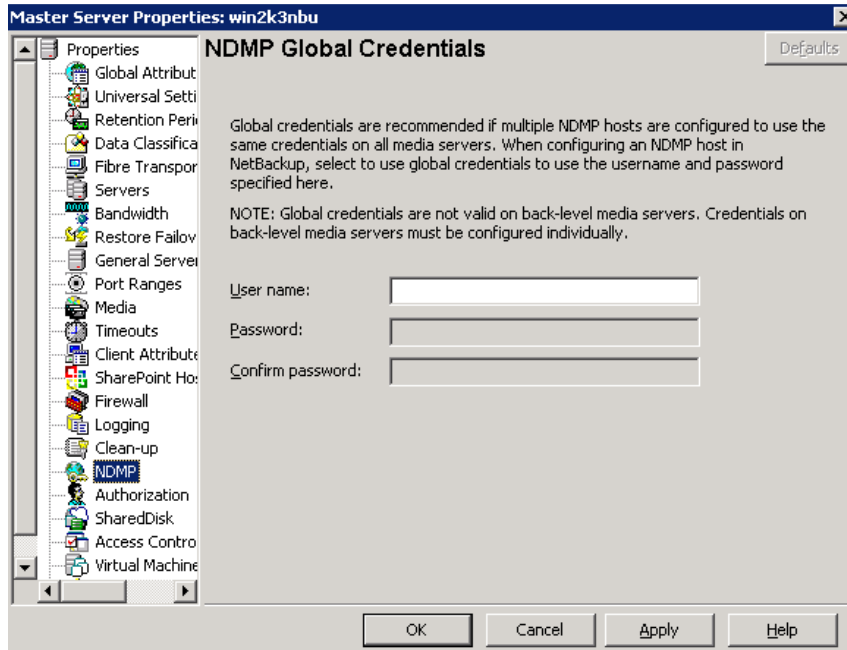 Master Server Properties: win2k3nbu
Properties
Global Attribut
Universal Setti
Retention Peri
Data Classifica
Fibre Transpor
Servers
Bandwidth
Restore Failov
General Server
Port Ranges
Media
Timeouts
Client Attribute
SharePoint Hos
Firewall
Logging
Clean-up
NDMP
Authorization
SharedDisk
Access Contro
Virtual Machine
NDMP Global Credentials
Defaults
Global credentials are recommended if multiple NDMP hosts are configured to use the
same credentials on all media servers. When configuring an NDMP host in
NetBackup, select to use global credentials to use the username and password
specified here.
NOTE: Global credentials are not valid on back-level media servers. Credentials on
back-level media servers must be configured individually.
User name:
Password:
Confirm password:
OK
Cancel
Apply
Help